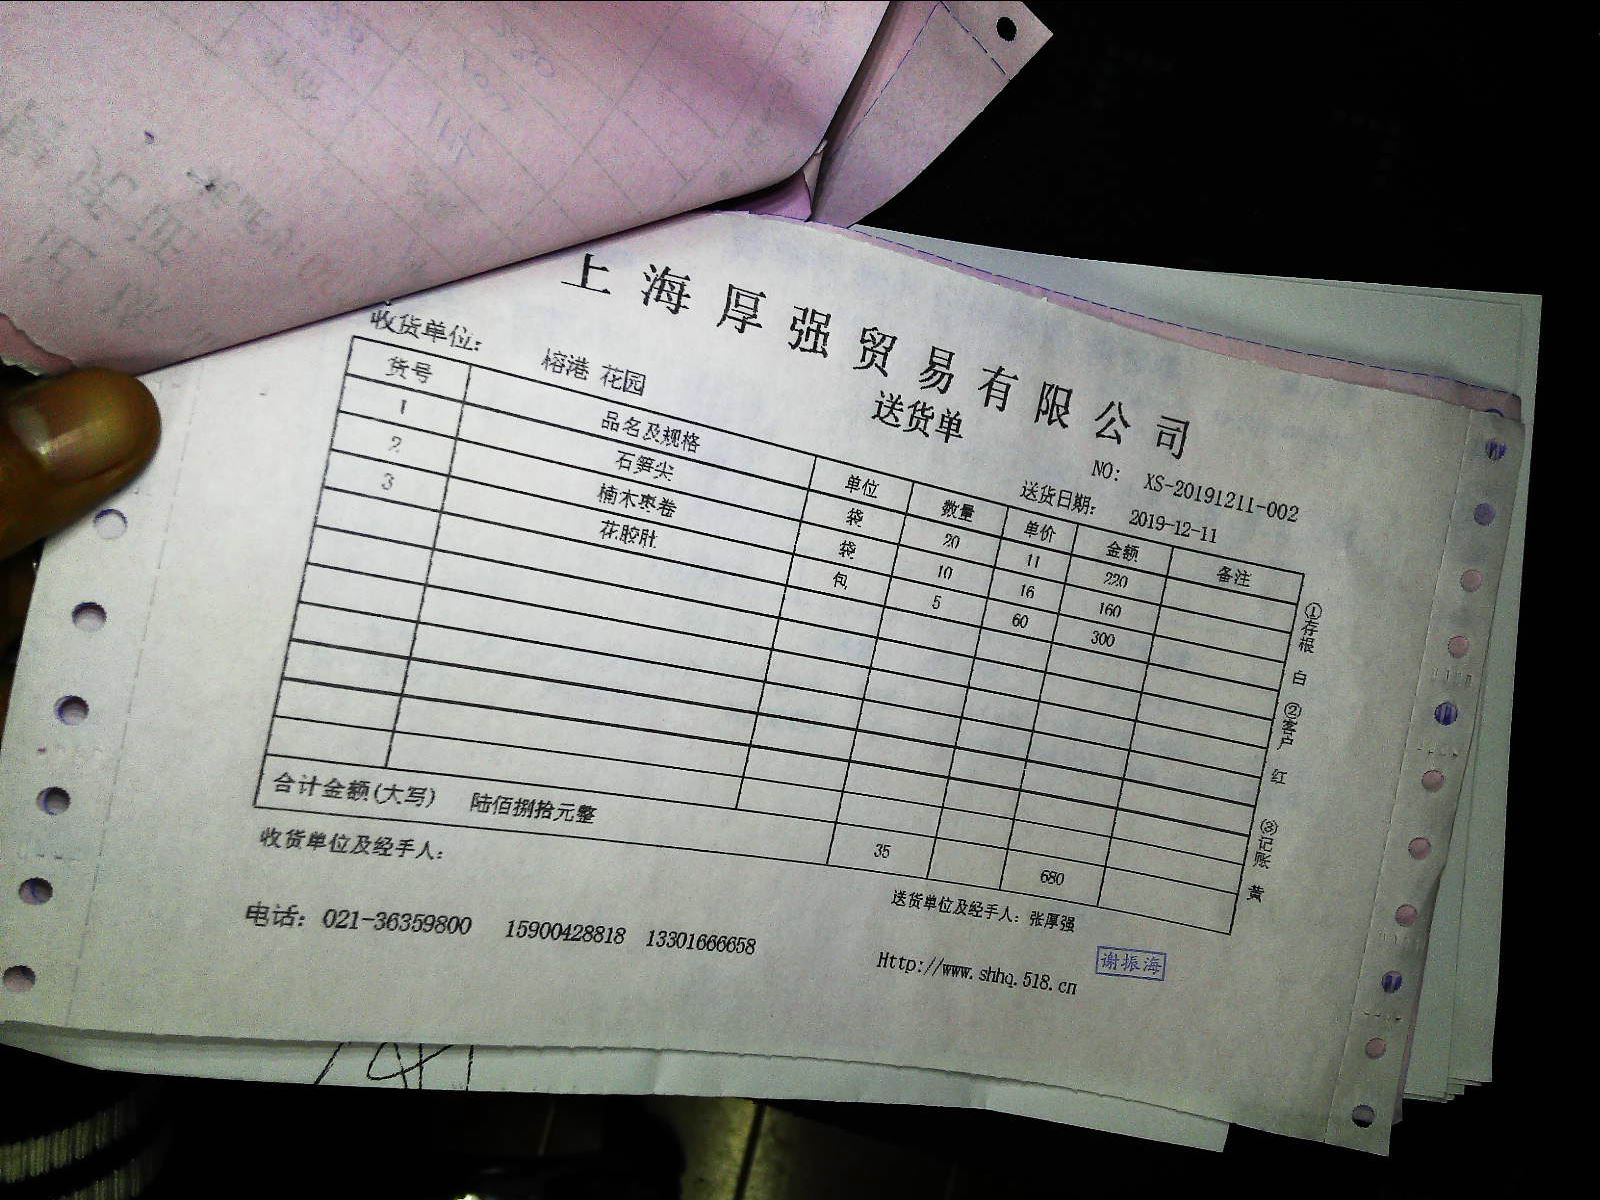 上海厚强贸易有限公司
送货单
NO: XS-20191211-002
收货单位: 榕港 花园
送货日期: 2019-12-11
货号 品名及规格 单位 数量 单价 金额 备注
1 石笋尖 袋 20 11 220
2 楠木枣卷 袋 10 16 160
3 花胶肚 包 5 60 300
合计金额(大写) 陆佰捌拾元整 35 680
①存根 白 ②客户 红 ③记账 黄
收货单位及经手人:
送货单位及经手人: 张厚强
电话: 021-36359800 15900428818 13301666658
Http://www.shhq.518.cn
谢振海